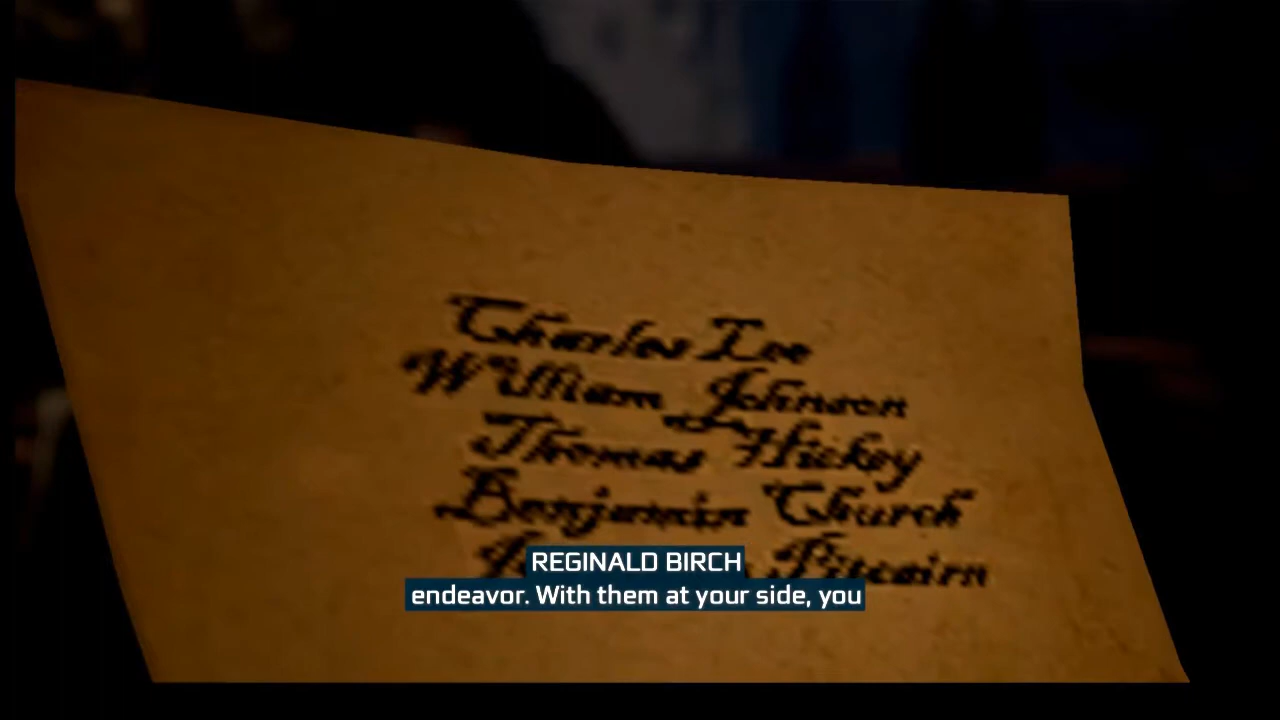 Charles Lee
William Johnson
Thomas Hickey
Benjamin Church
Pitcairn
REGINALD BIRCH
endeavor. With them at your side, you